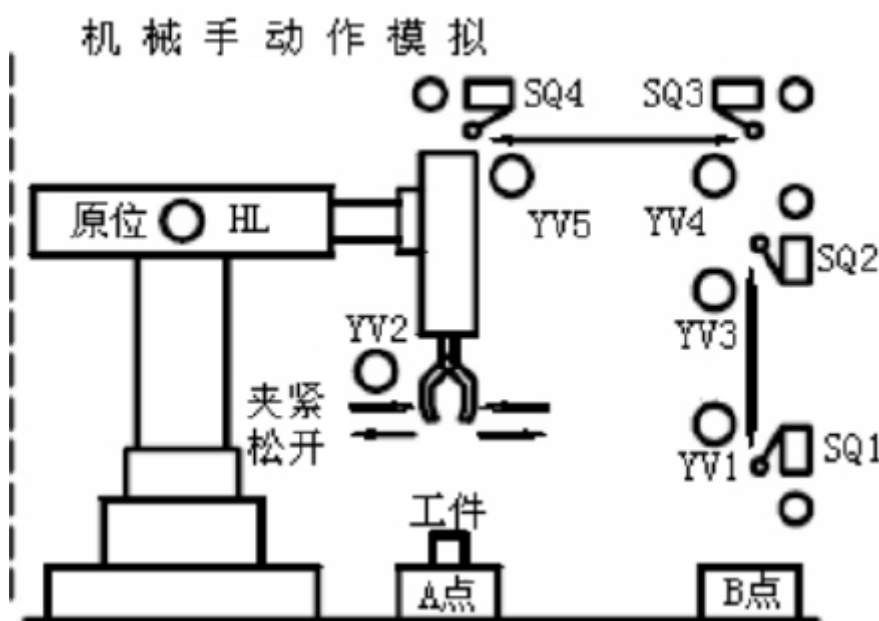 机械手动作模拟
SQ4
SQ3
原位
HL
YV5
YV4
SQ2
YV2
YV3
夹紧
松开
YV1
SQ1
工件
A点
B点